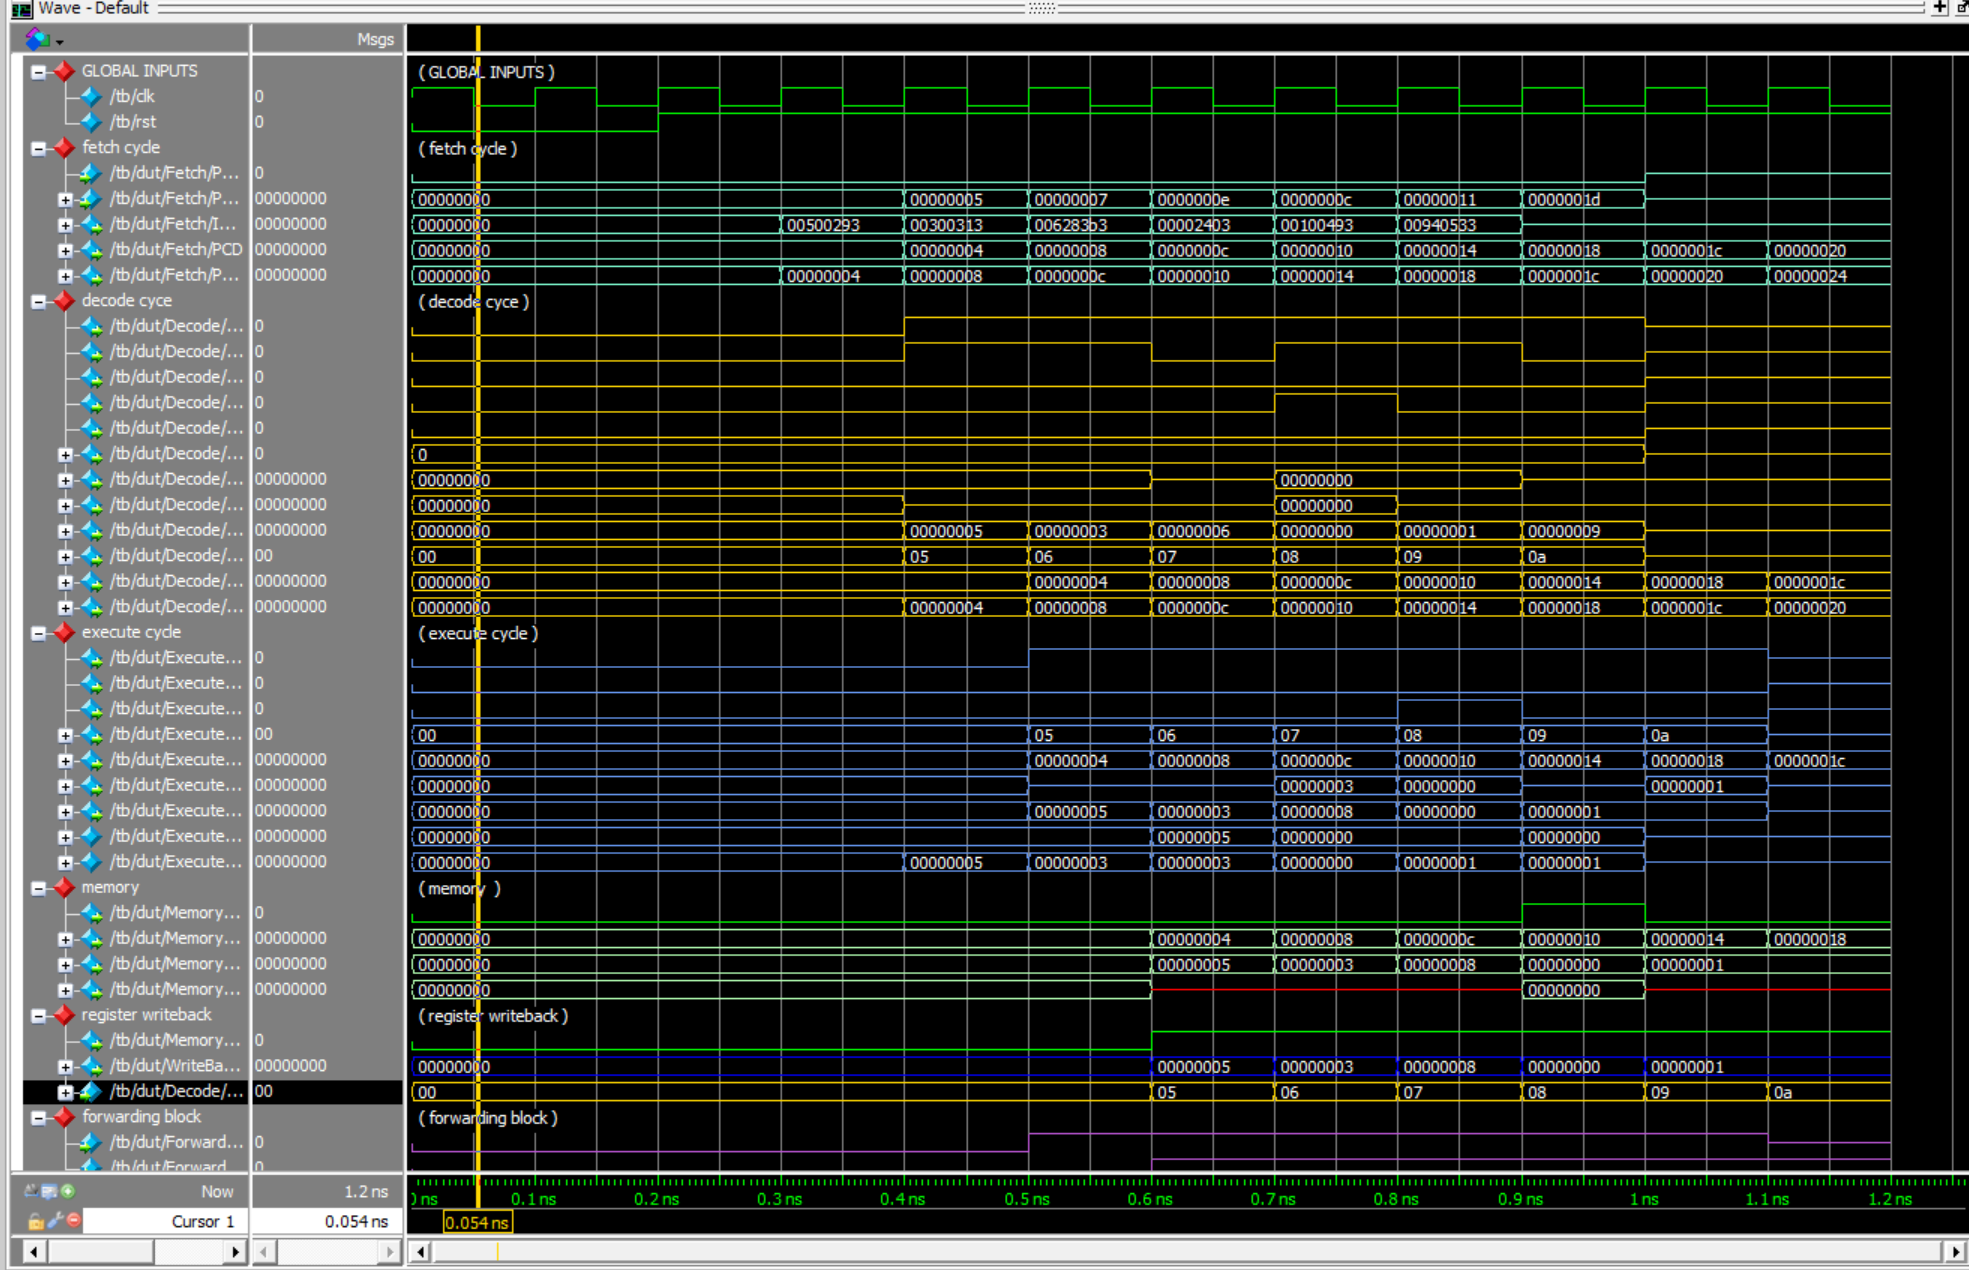 Wave - Default
Msgs
GLOBAL INPUTS ( GLOBAL INPUTS )
/tb/clk 0
/tb/rst 0
fetch cycle ( fetch cycle )
/tb/dut/Fetch/P... 0
/tb/dut/Fetch/P... 00000000 00000000 00000005 00000007 0000000e 0000000c 00000011 0000001d
/tb/dut/Fetch/I... 00000000 00000000 00500293 00300313 006283b3 00002403 00100493 00940533
/tb/dut/Fetch/PCD 00000000 00000000 00000004 00000008 0000000c 00000010 00000014 00000018 0000001c 00000020
/tb/dut/Fetch/P... 00000000 00000000 00000004 00000008 0000000c 00000010 00000014 00000018 0000001c 00000020 00000024
decode cyce ( decode cyce )
/tb/dut/Decode/... 0
/tb/dut/Decode/... 0
/tb/dut/Decode/... 0
/tb/dut/Decode/... 0
/tb/dut/Decode/... 0
/tb/dut/Decode/... 0 0
/tb/dut/Decode/... 00000000 00000000 00000000
/tb/dut/Decode/... 00000000 00000000 00000000
/tb/dut/Decode/... 00000000 00000000 00000005 00000003 00000006 00000000 00000001 00000009
/tb/dut/Decode/... 00 00 05 06 07 08 09 0a
/tb/dut/Decode/... 00000000 00000000 00000004 00000008 0000000c 00000010 00000014 00000018 0000001c
/tb/dut/Decode/... 00000000 00000000 00000004 00000008 0000000c 00000010 00000014 00000018 0000001c 00000020
execute cycle ( execute cycle )
/tb/dut/Execute... 0
/tb/dut/Execute... 0
/tb/dut/Execute... 0
/tb/dut/Execute... 00 00 05 06 07 08 09 0a
/tb/dut/Execute... 00000000 00000000 00000004 00000008 0000000c 00000010 00000014 00000018 0000001c
/tb/dut/Execute... 00000000 00000000 00000003 00000000 00000001
/tb/dut/Execute... 00000000 00000000 00000005 00000003 00000008 00000000 00000001
/tb/dut/Execute... 00000000 00000000 00000005 00000000 00000000
/tb/dut/Execute... 00000000 00000000 00000005 00000003 00000003 00000000 00000001 00000001
memory ( memory )
/tb/dut/Memory... 0
/tb/dut/Memory... 00000000 00000000 00000004 00000008 0000000c 00000010 00000014 00000018
/tb/dut/Memory... 00000000 00000000 00000005 00000003 00000008 00000000 00000001
/tb/dut/Memory... 00000000 00000000 00000000
register writeback ( register writeback )
/tb/dut/Memory... 0
/tb/dut/WriteBa... 00000000 00000000 00000005 00000003 00000008 00000000 00000001
/tb/dut/Decode/... 00 00 05 06 07 08 09 0a
forwarding block ( forwarding block )
/tb/dut/Forward... 0
/tb/dut/Forward 0
Now 1.2 ns ns 0.1 ns 0.2 ns 0.3 ns 0.4 ns 0.5 ns 0.6 ns 0.7 ns 0.8 ns 0.9 ns 1 ns 1.1 ns 1.2 ns
Cursor 1 0.054 ns 0.054 ns